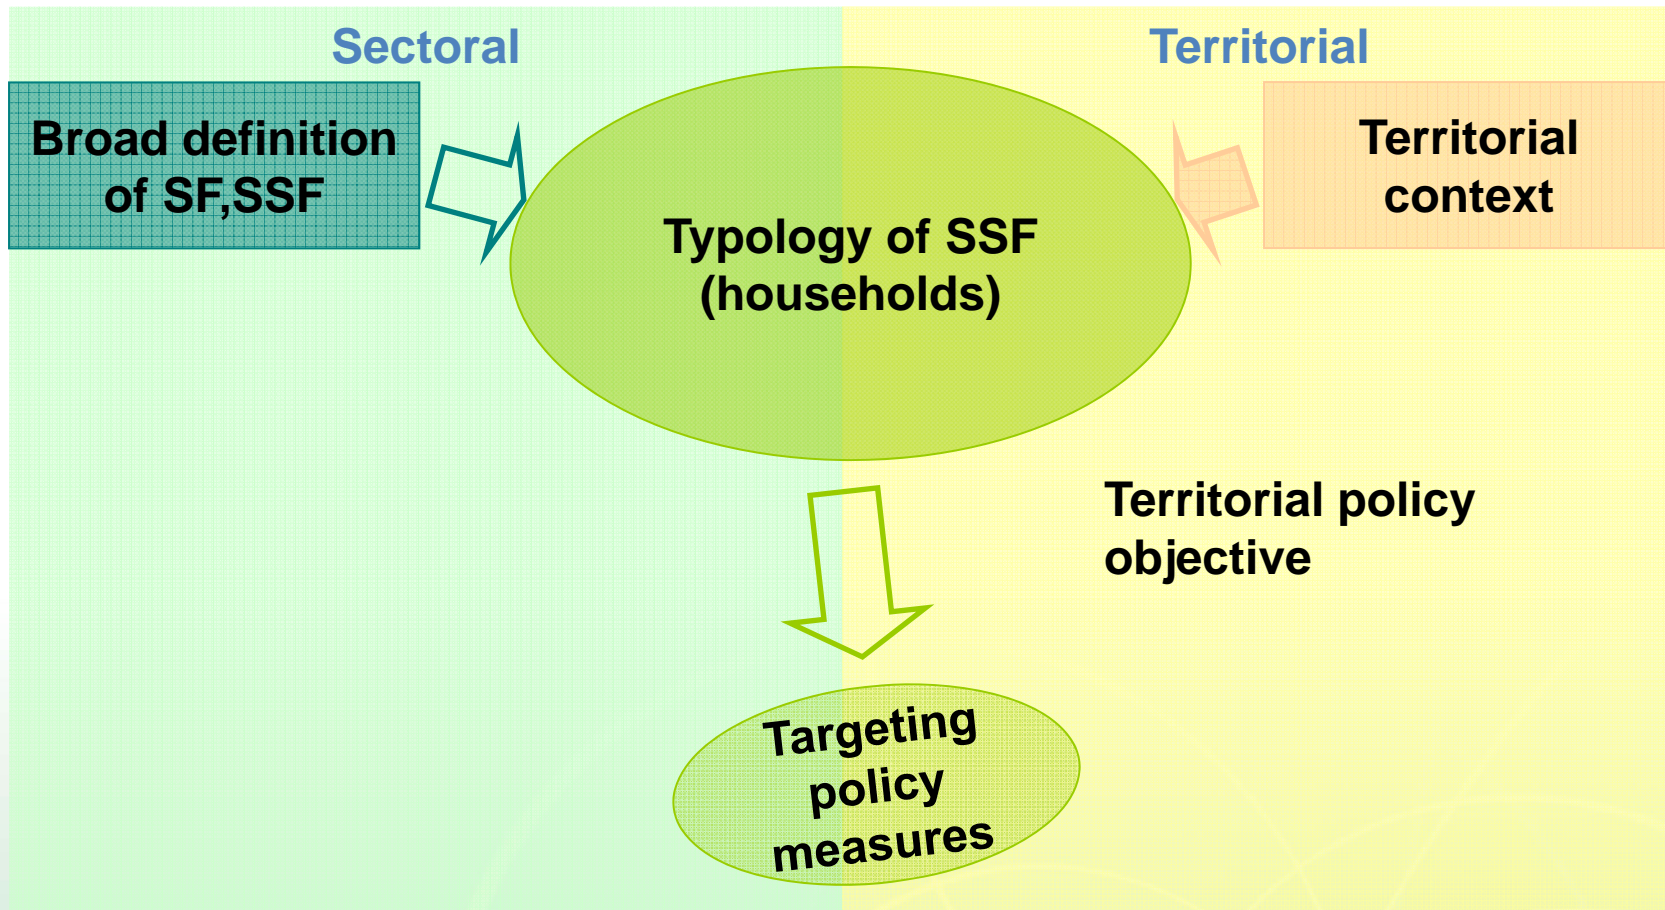 Sectoral
Territorial
Broad definition
of SF,SSF
Typology of SSF
(households)
Territorial
context
Territorial policy
objective
Targeting
policy
measures